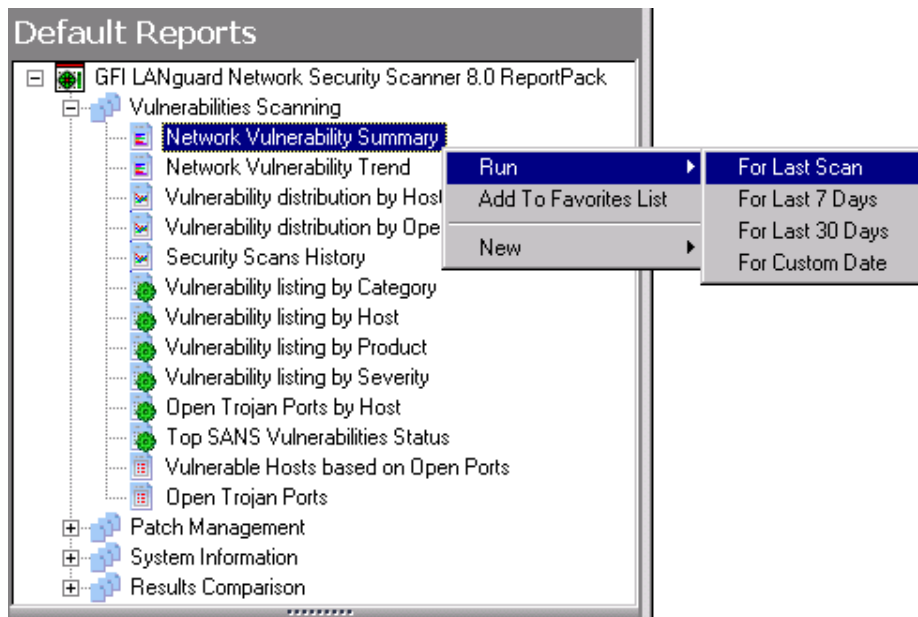 Default Reports
GFI LANguard Network Security Scanner 8.0 ReportPack
Vulnerabilities Scanning
Network Vulnerability Summary
Network Vulnerability Trend
Vulnerability distribution by Host
Vulnerability distribution by Ope
Security Scans History
Vulnerability listing by Category
Vulnerability listing by Host
Vulnerability listing by Product
Vulnerability listing by Severity
Open Trojan Ports by Host
Top SANS Vulnerabilities Status
Vulnerable Hosts based on Open Ports
Open Trojan Ports
Patch Management
System Information
Results Comparison
Run
Add To Favorites List
New
For Last Scan
For Last 7 Days
For Last 30 Days
For Custom Date